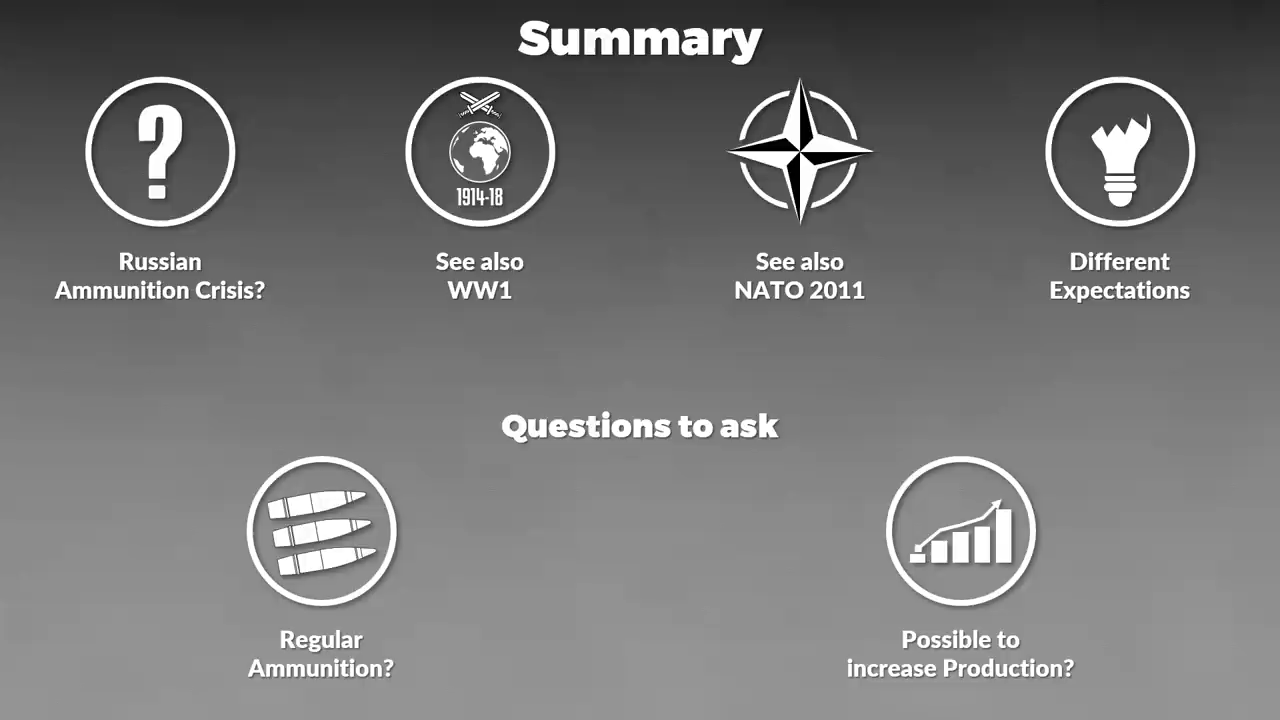 Summary
1914-18
Russian
Ammunition Crisis?
See also
WW1
See also
NATO 2011
Different
Expectations
Questions to ask
Regular
Ammunition?
Possible to
increase Production?